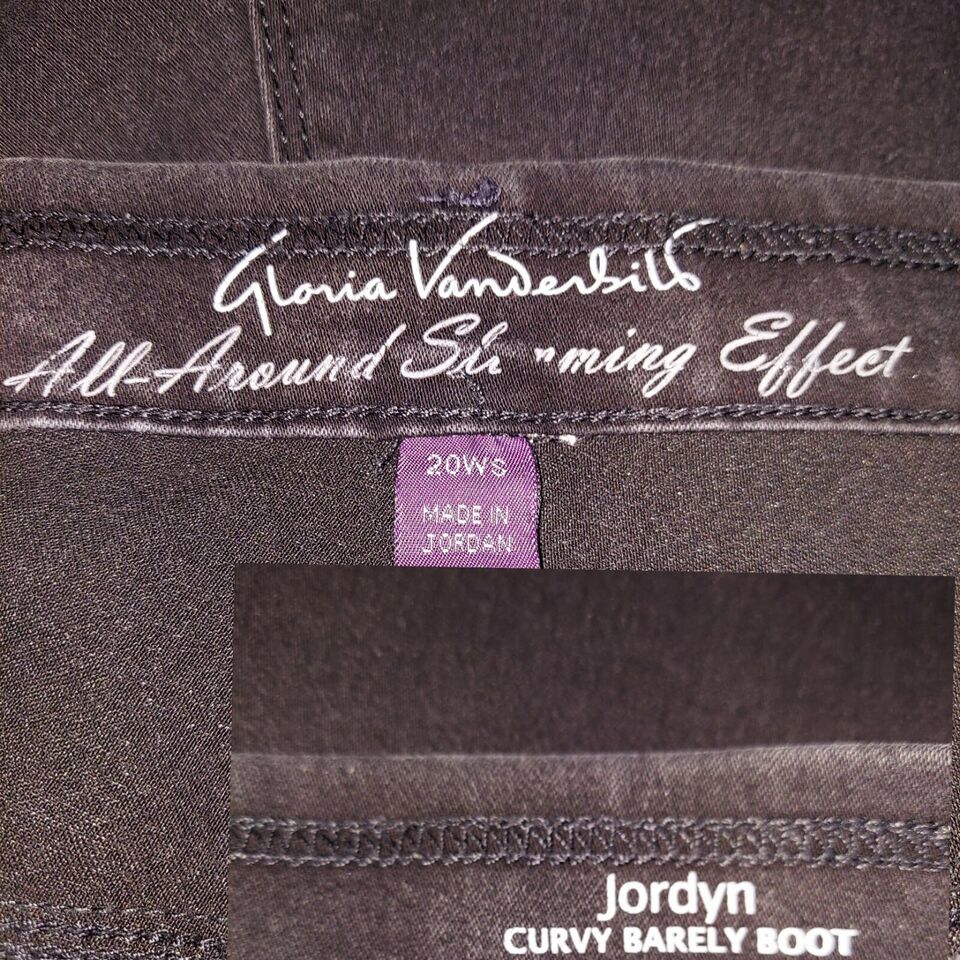 Gloria Vanderbilt
All-Around Effect
20WS
MADE IN
JORDAN
Jordyn
CURVY BARELY BOOT